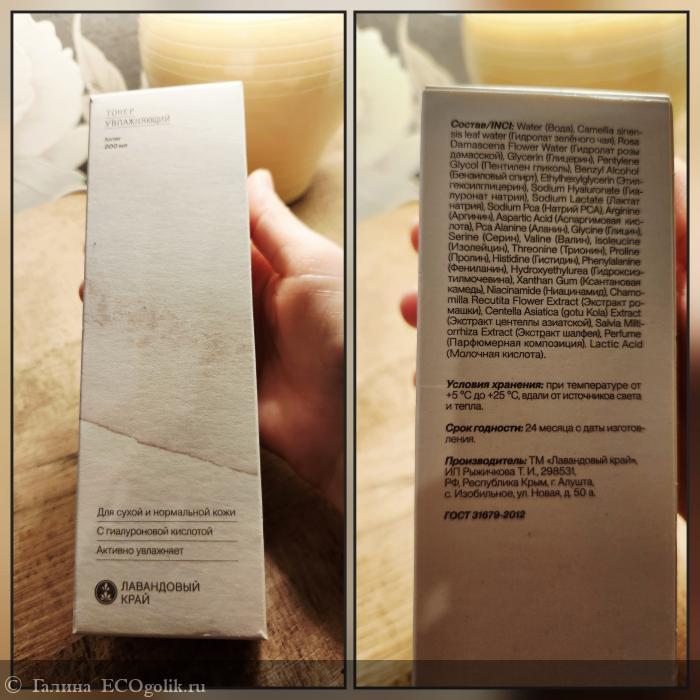 ТОНЕР
УВЛАЖНЯЮЩИЙ
toner
200 мл
Для сухой и нормальной кожи
С гиалуроновой кислотой
Активно увлажняет
ЛАВАНДОВЫЙ
КРАЙ
Состав/INCI: Water (Вода), Camellia sinen-
sis leaf water (Гидролат зелёного чая), Rosa
Damascena Flower Water (Гидролат розы
дамасской), Glycerin (Глицерин), Pentylene
Glycol (Пентилен гликоль), Benzyl Alcohol
(Бензиловый спирт), Ethylhexylglycerin (Этил-
гексилглицерин), Sodium Hyaluronate (Гиа-
луронат натрия), Sodium Lactate (Лактат
натрия), Sodium Pca (Натрий PCA), Arginine
(Аргинин), Aspartic Acid (Аспаргимовая кис-
лота), Pca Alanine (Аланин), Glycine (Глицин),
Serine (Серин), Valine (Валин), Isoleucine
(Изолейцин), Threonine (Трионин), Proline
(Пролин), Histidine (Гистидин), Phenylalanine
(Фениланин), Hydroxyethylurea (Гидроксиэ-
тилмочевина), Xanthan Gum (Ксантановая
камедь), Niacinamide (Ниацинамид), Chamo-
milla Recutita Flower Extract (Экстракт ро-
машки), Centella Asiatica (gotu Kola) Extract
(Экстракт центеллы азиатской), Salvia Milti-
orrhiza Extract (Экстракт шалфея), Perfume
(Парфюмерная композиция), Lactic Acid
(Молочная кислота).
Условия хранения: при температуре от
+5 °C до +25 °C, вдали от источников света
и тепла.
Срок годности: 24 месяца с даты изготов-
ления.
Производитель: ТМ «Лавандовый край»,
ИП Рыжичкова Т. И., 298531,
РФ, Республика Крым, г. Алушта,
с. Изобильное, ул. Новая, д. 50 а.
ГОСТ 31679-2012
© Галина ECOgolik.ru